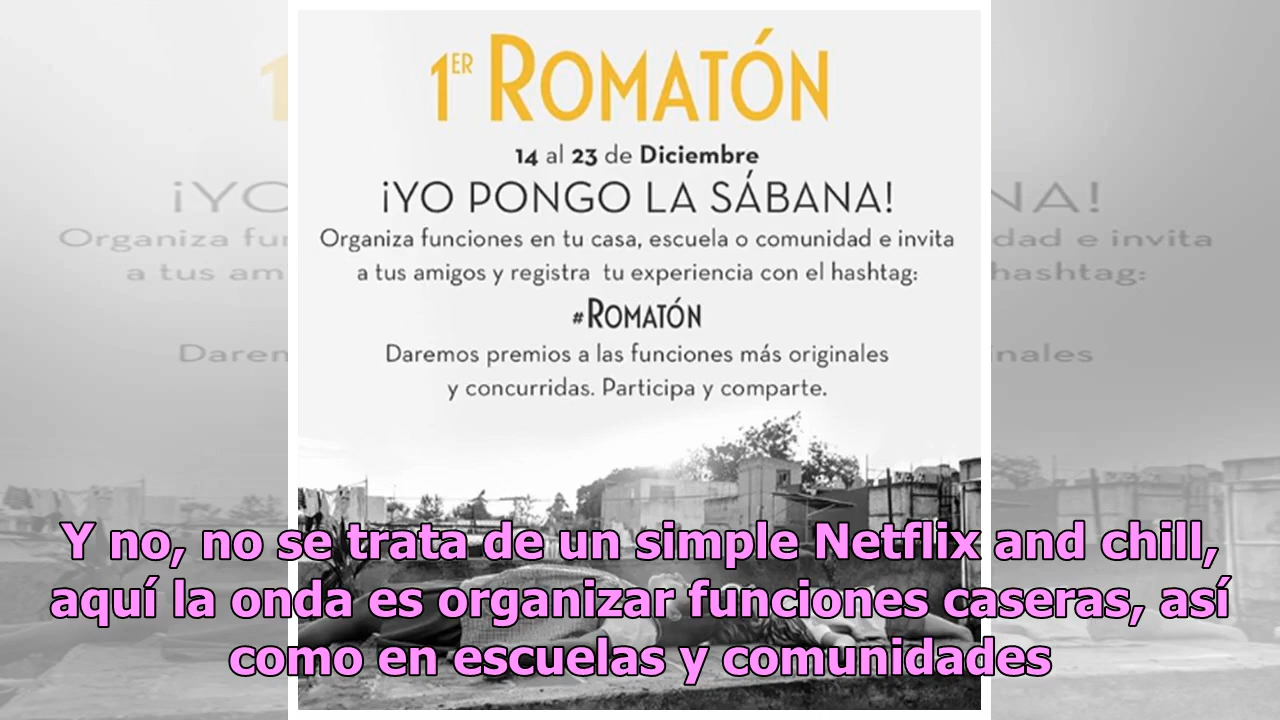 1ER ROMATÓN
14 al 23 de Diciembre
¡YO PONGO LA SÁBANA!
Organiza funciones en tu casa, escuela o comunidad e invita
a tus amigos y registra tu experiencia con el hashtag:
#ROMATÓN
Daremos premios a las funciones más originales
y concurridas. Participa y comparte.
Y no, no se trata de un simple Netflix and chill,
aquí la onda es organizar funciones caseras, así
como en escuelas y comunidades